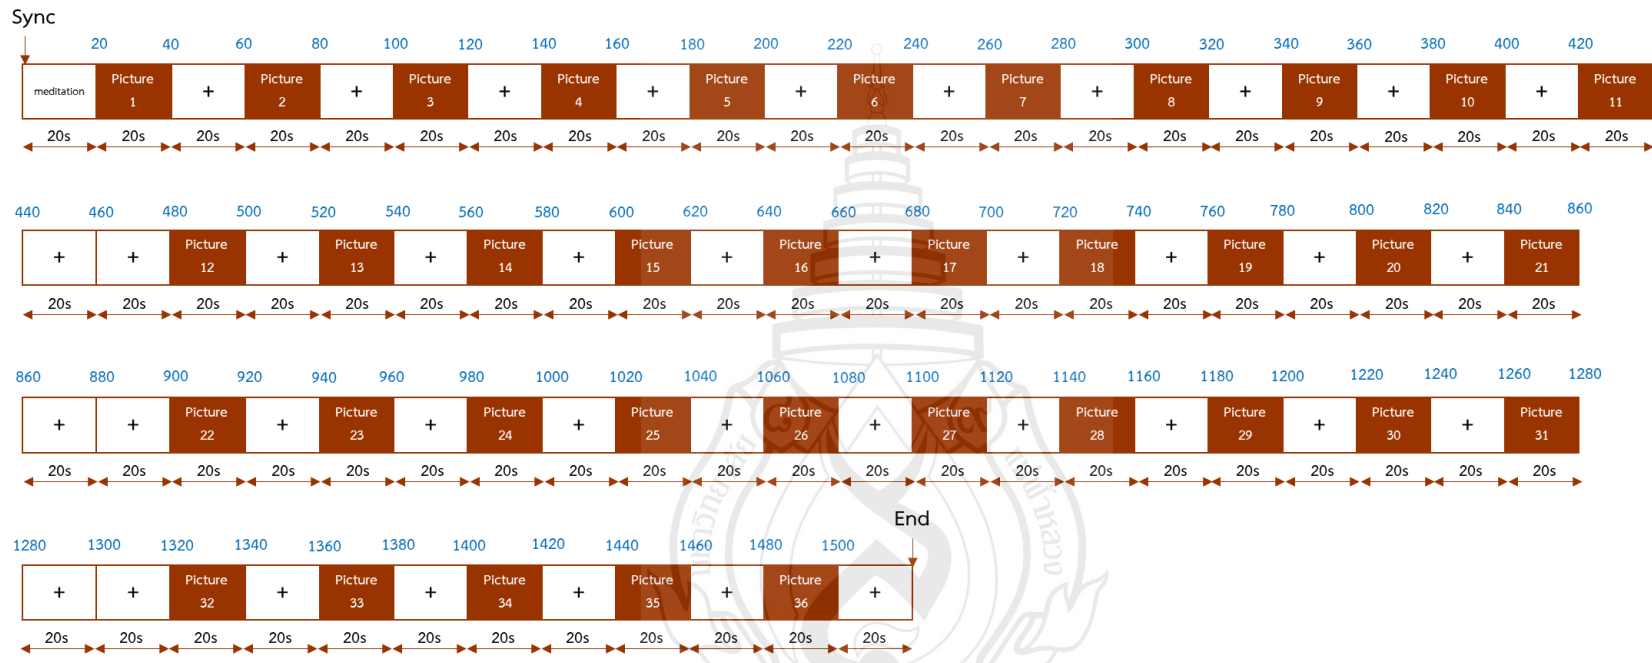 Sync
20 40 60 80 100 120 140 160 180 200 220 240 260 280 300 320 340 360 380 400 420
meditation Picture 1 + Picture 2 + Picture 3 + Picture 4 + Picture 5 + Picture 6 + Picture 7 + Picture 8 + Picture 9 + Picture 10 + Picture 11
20s 20s 20s 20s 20s 20s 20s 20s 20s 20s 20s 20s 20s 20s 20s 20s 20s 20s 20s 20s 20s 20s
440 460 480 500 520 540 560 580 600 620 640 660 680 700 720 740 760 780 800 820 840 860
+ + Picture 12 + Picture 13 + Picture 14 + Picture 15 + Picture 16 + Picture 17 + Picture 18 + Picture 19 + Picture 20 + Picture 21
20s 20s 20s 20s 20s 20s 20s 20s 20s 20s 20s 20s 20s 20s 20s 20s 20s 20s 20s 20s 20s
860 880 900 920 940 960 980 1000 1020 1040 1060 1080 1100 1120 1140 1160 1180 1200 1220 1240 1260 1280
+ + Picture 22 + Picture 23 + Picture 24 + Picture 25 + Picture 26 + Picture 27 + Picture 28 + Picture 29 + Picture 30 + Picture 31
20s 20s 20s 20s 20s 20s 20s 20s 20s 20s 20s 20s 20s 20s 20s 20s 20s 20s 20s 20s 20s
End
1280 1300 1320 1340 1360 1380 1400 1420 1440 1460 1480 1500
+ + Picture 32 + Picture 33 + Picture 34 + Picture 35 + Picture 36 +
20s 20s 20s 20s 20s 20s 20s 20s 20s 20s 20s 20s